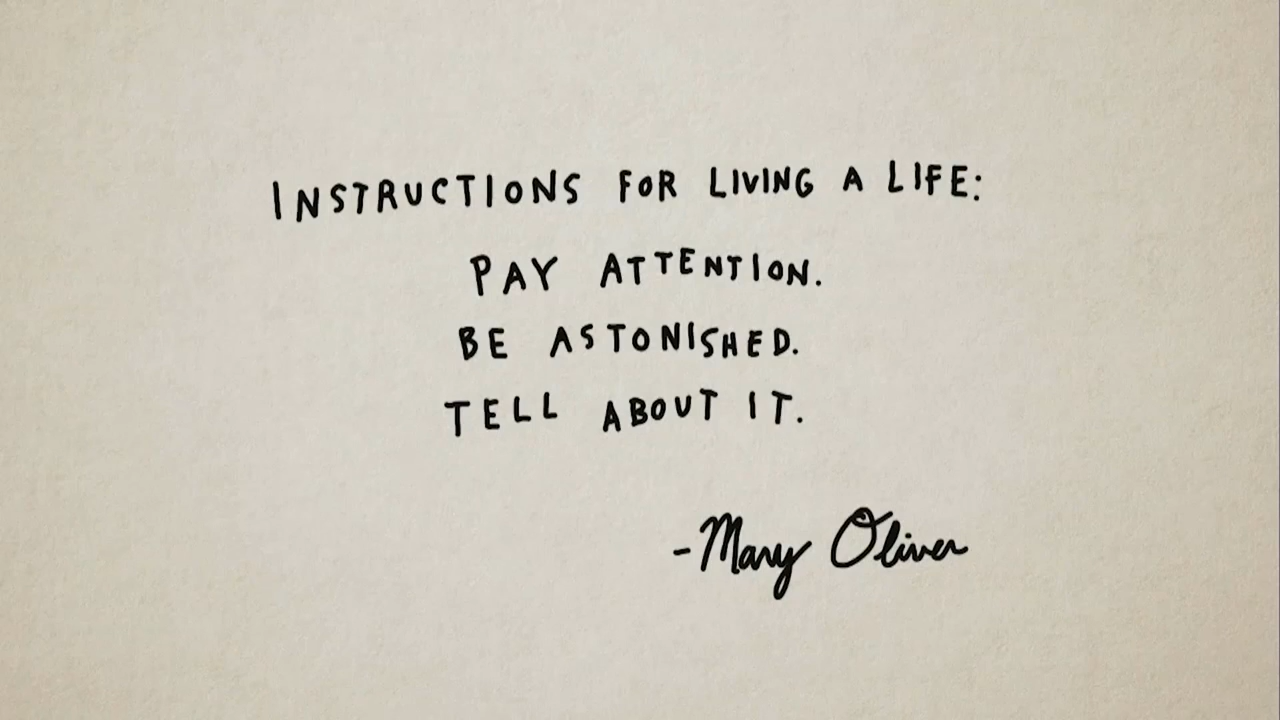 INSTRUCTIONS FOR LIVING A LIFE:
PAY ATTENTION.
BE ASTONISHED.
TELL ABOUT IT.
-Mary Oliver